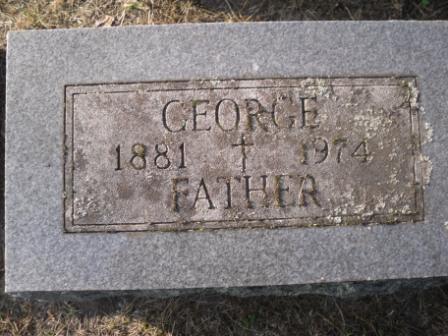 GEORGE
1881 † 1974
FATHER